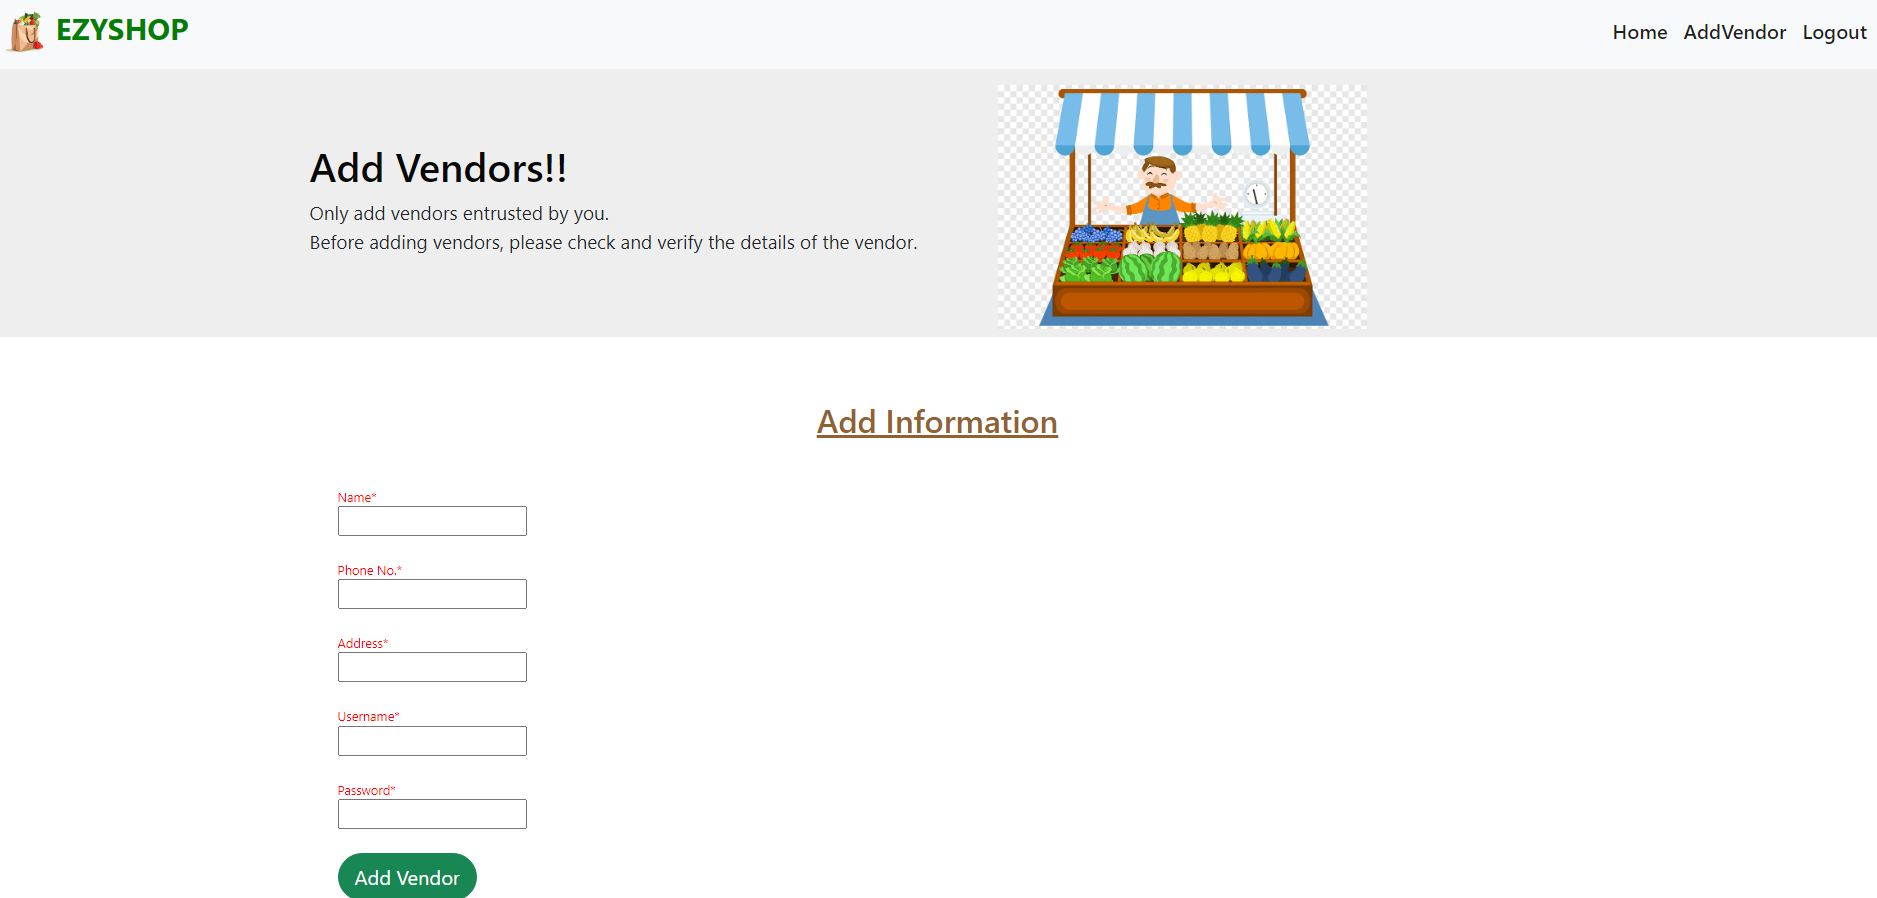 EZYSHOP
Home AddVendor Logout
Add Vendors!!
Only add vendors entrusted by you.
Before adding vendors, please check and verify the details of the vendor.
Add Information
Name*
Phone No.*
Address*
Username*
Password*
Add Vendor